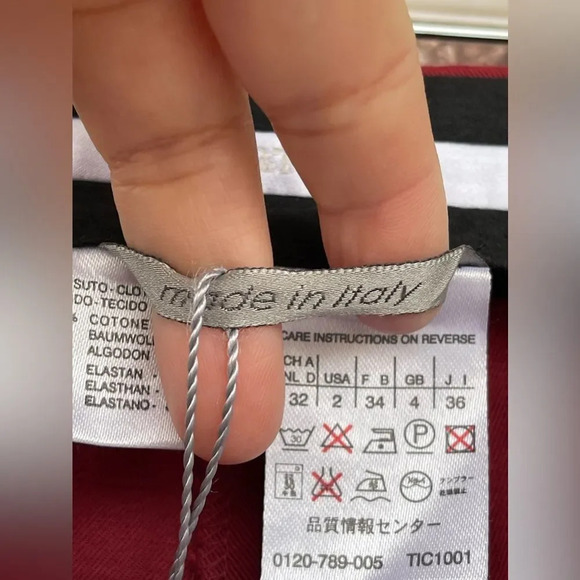 made in Italy
SUTO - CLO
DO - TECIDO
% COTONE
BAUMWOL
ALGODON
ELASTAN
ELASTHAN -
ELASTANO -
CARE INSTRUCTIONS ON REVERSE
CH A
NL D USA F B GB J I
32 2 34 4 36
30
P
品質情報センター
0120-789-005 TIC1001